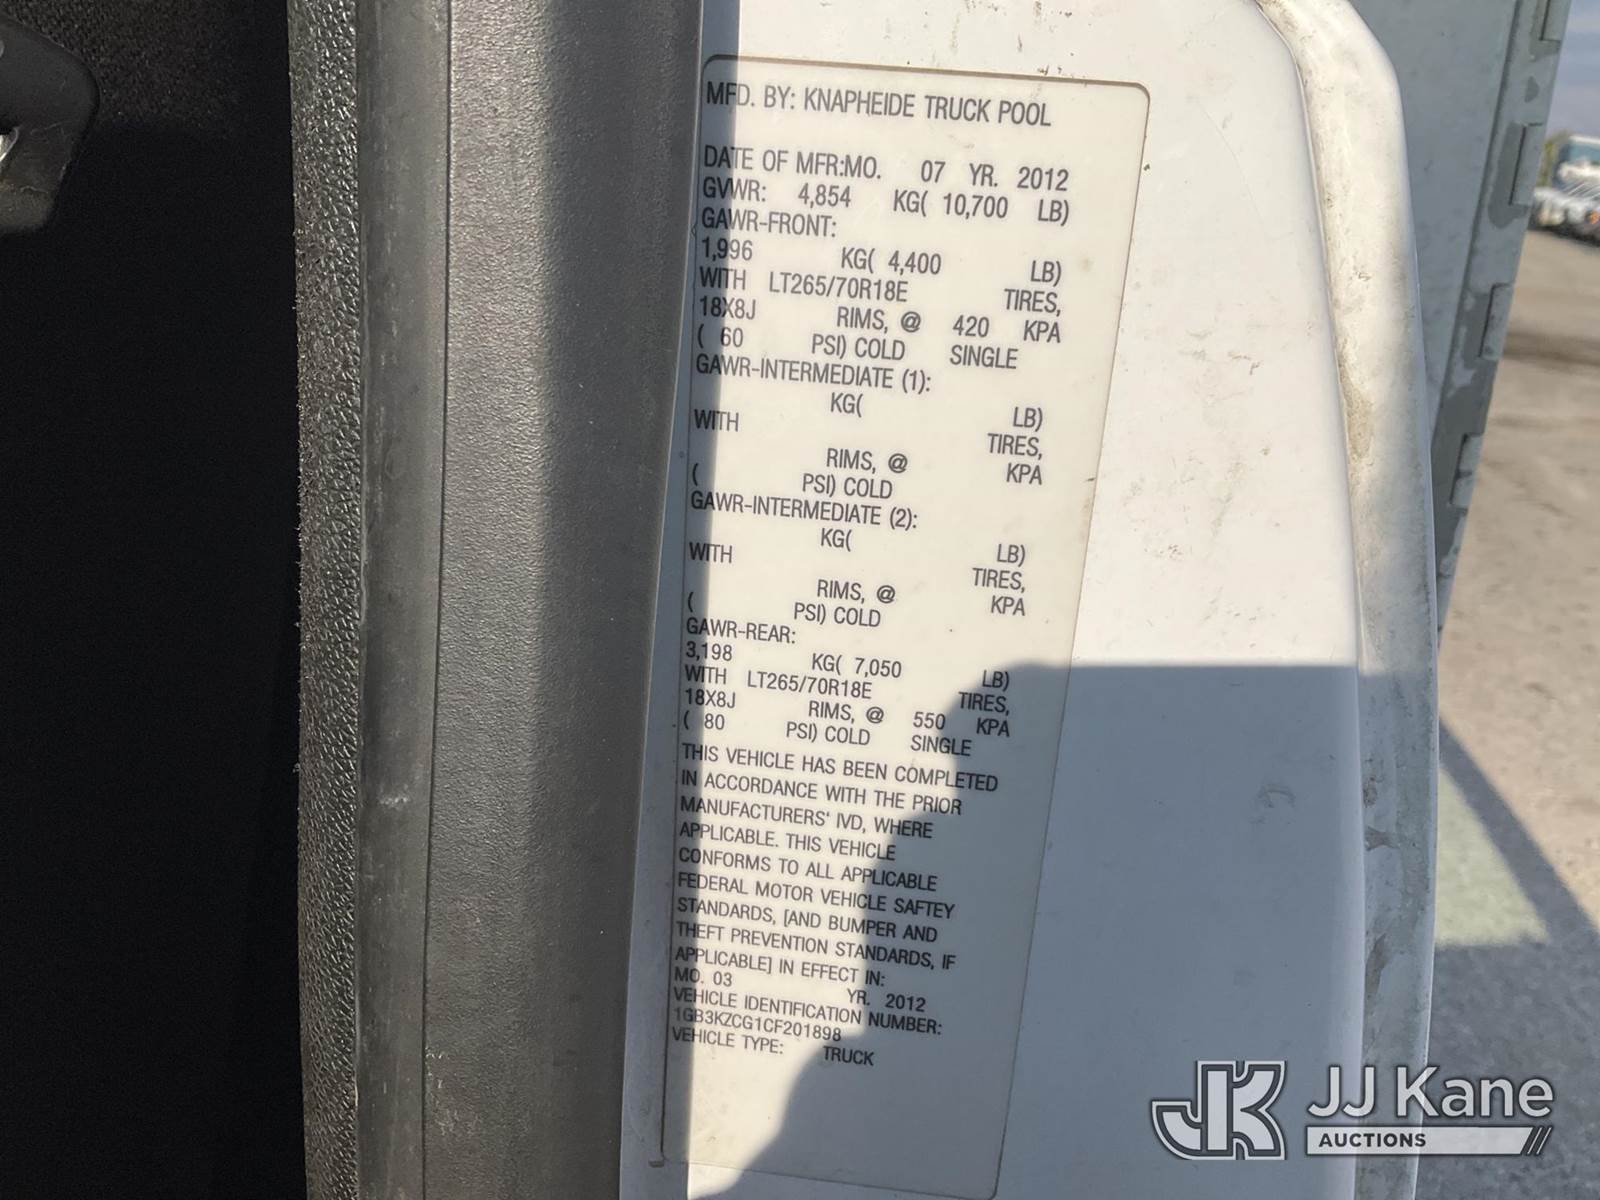 MFD. BY: KNAPHEIDE TRUCK POOL
DATE OF MFR:MO. 07 YR. 2012
GVWR: 4,854 KG( 10,700 LB)
GAWR-FRONT:
1,996 KG( 4,400 LB)
WITH LT265/70R18E TIRES,
18X8J RIMS, @ 420 KPA
( 60 PSI) COLD SINGLE
GAWR-INTERMEDIATE (1):
KG( LB)
WITH TIRES,
RIMS, @ KPA
( PSI) COLD
GAWR-INTERMEDIATE (2):
KG( LB)
WITH TIRES,
RIMS, @ KPA
( PSI) COLD
GAWR-REAR:
3,198 KG( 7,050 LB)
WITH LT265/70R18E TIRES,
18X8J RIMS, @ 550 KPA
( 80 PSI) COLD SINGLE
THIS VEHICLE HAS BEEN COMPLETED
IN ACCORDANCE WITH THE PRIOR
MANUFACTURERS' IVD, WHERE
APPLICABLE. THIS VEHICLE
CONFORMS TO ALL APPLICABLE
FEDERAL MOTOR VEHICLE SAFTEY
STANDARDS, [AND BUMPER AND
THEFT PREVENTION STANDARDS, IF
APPLICABLE] IN EFFECT IN:
MO. 03 YR. 2012
VEHICLE IDENTIFICATION NUMBER:
1GB3KZCG1CF201898
VEHICLE TYPE: TRUCK
JK JJ Kane
AUCTIONS